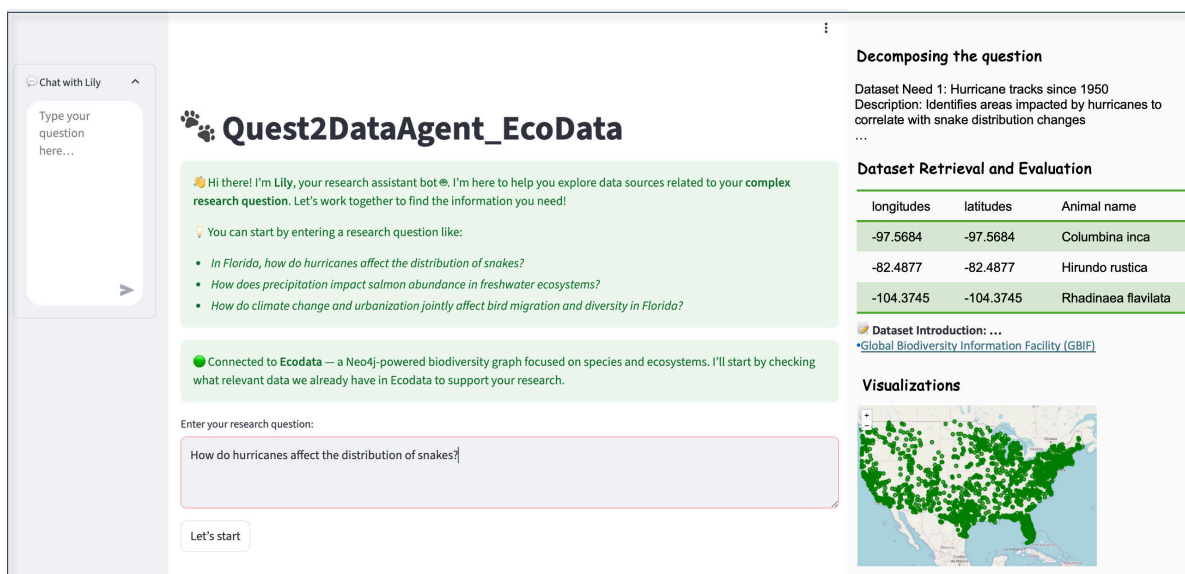 Chat with Lily
Type your
question
here...
Quest2DataAgent_EcoData
Hi there! I'm Lily, your research assistant bot. I'm here to help you explore data sources related to your complex
research question. Let's work together to find the information you need!
You can start by entering a research question like:
• In Florida, how do hurricanes affect the distribution of snakes?
• How does precipitation impact salmon abundance in freshwater ecosystems?
• How do climate change and urbanization jointly affect bird migration and diversity in Florida?
Connected to Ecodata — a Neo4j-powered biodiversity graph focused on species and ecosystems. I'll start by checking
what relevant data we already have in Ecodata to support your research.
Enter your research question:
How do hurricanes affect the distribution of snakes?
Let's start
Decomposing the question
Dataset Need 1: Hurricane tracks since 1950
Description: Identifies areas impacted by hurricanes to
correlate with snake distribution changes
...
Dataset Retrieval and Evaluation
longitudes latitudes Animal name
-97.5684 -97.5684 Columbina inca
-82.4877 -82.4877 Hirundo rustica
-104.3745 -104.3745 Rhadinaea flavilata
Dataset Introduction: ...
•Global Biodiversity Information Facility (GBIF)
Visualizations
+
-